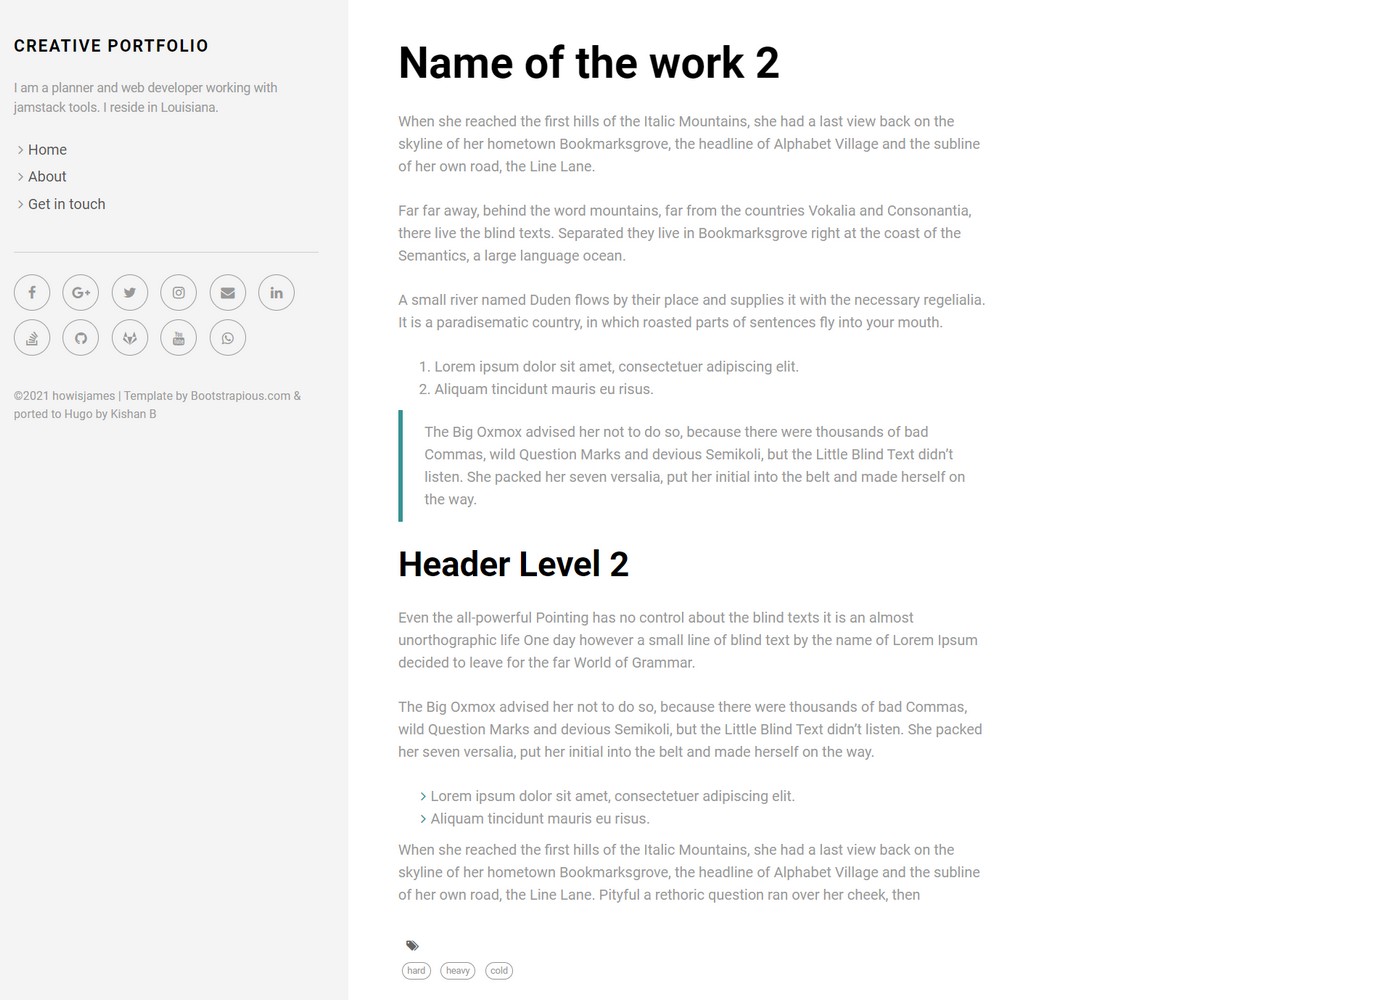 CREATIVE PORTFOLIO
I am a planner and web developer working with
jamstack tools. I reside in Louisiana.
Home
About
Get in touch
©2021 howisjames | Template by Bootstrapious.com &
ported to Hugo by Kishan B
Name of the work 2
When she reached the first hills of the Italic Mountains, she had a last view back on the
skyline of her hometown Bookmarksgrove, the headline of Alphabet Village and the subline
of her own road, the Line Lane.
Far far away, behind the word mountains, far from the countries Vokalia and Consonantia,
there live the blind texts. Separated they live in Bookmarksgrove right at the coast of the
Semantics, a large language ocean.
A small river named Duden flows by their place and supplies it with the necessary regelialia.
It is a paradisematic country, in which roasted parts of sentences fly into your mouth.
1. Lorem ipsum dolor sit amet, consectetuer adipiscing elit.
2. Aliquam tincidunt mauris eu risus.
The Big Oxmox advised her not to do so, because there were thousands of bad
Commas, wild Question Marks and devious Semikoli, but the Little Blind Text didn’t
listen. She packed her seven versalia, put her initial into the belt and made herself on
the way.
Header Level 2
Even the all-powerful Pointing has no control about the blind texts it is an almost
unorthographic life One day however a small line of blind text by the name of Lorem Ipsum
decided to leave for the far World of Grammar.
The Big Oxmox advised her not to do so, because there were thousands of bad Commas,
wild Question Marks and devious Semikoli, but the Little Blind Text didn’t listen. She packed
her seven versalia, put her initial into the belt and made herself on the way.
Lorem ipsum dolor sit amet, consectetuer adipiscing elit.
Aliquam tincidunt mauris eu risus.
When she reached the first hills of the Italic Mountains, she had a last view back on the
skyline of her hometown Bookmarksgrove, the headline of Alphabet Village and the subline
of her own road, the Line Lane. Pityful a rethoric question ran over her cheek, then
hard heavy cold